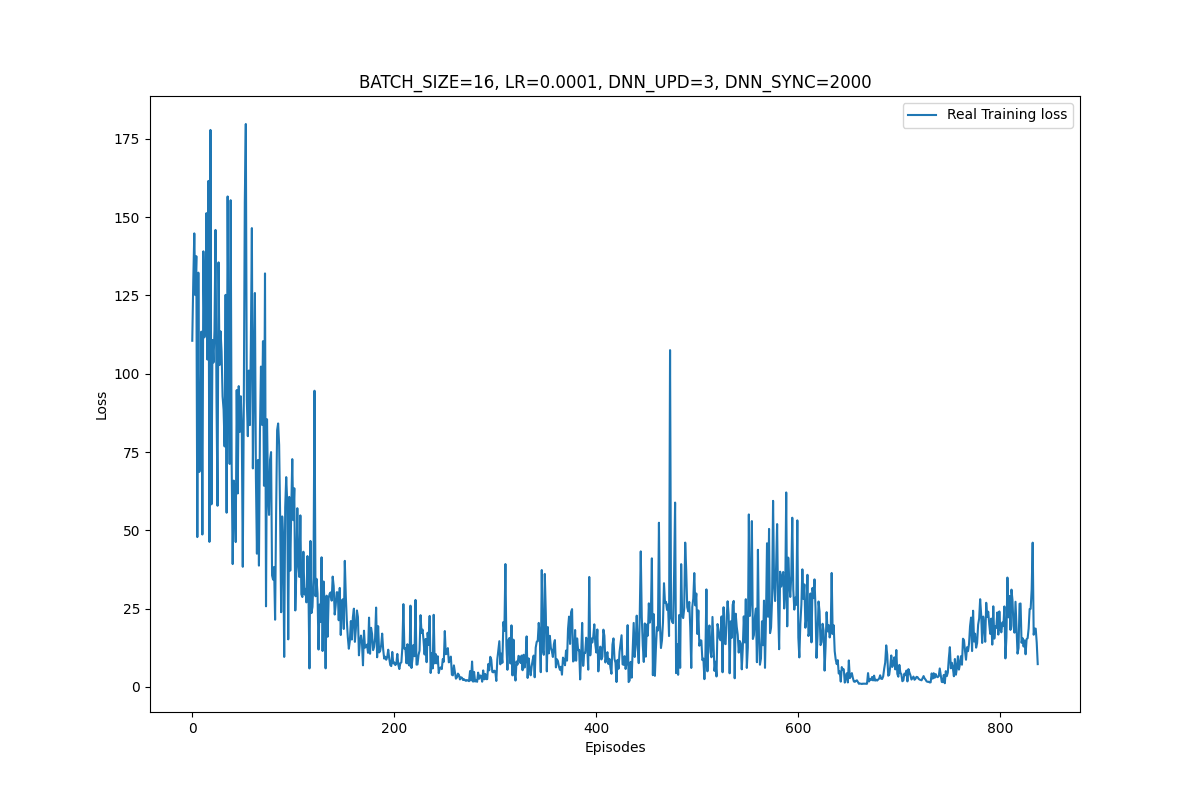 BATCH_SIZE=16, LR=0.0001, DNN_UPD=3, DNN_SYNC=2000
Real Training loss
175
150
125
100
75
50
25
0
Loss
0 200 400 600 800
Episodes